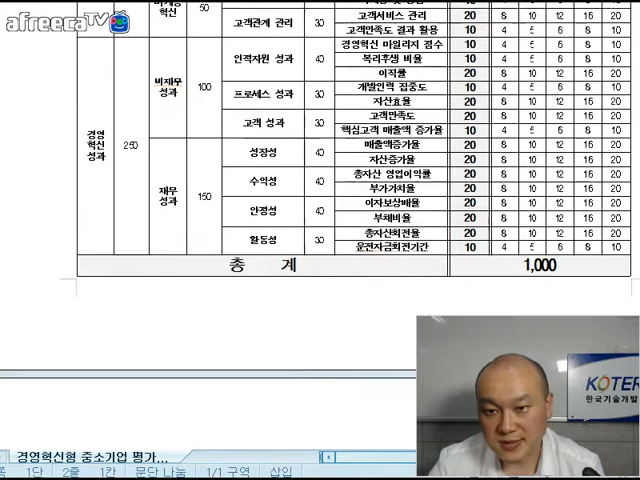 afreecaTV
혁신 50 20 8 10 12 16 20
고객관계 관리 30 고객서비스 관리 20 8 10 12 16 20
고객만족도 결과 활용 10 4 5 6 8 10
경영혁신성과 250 비재무성과 100 인적자원 성과 40 경영혁신 마일리지 점수 10 4 5 6 8 10
복리후생 비율 10 4 5 6 8 10
이직률 20 8 10 12 16 20
프로세스 성과 30 개발인력 집중도 10 4 5 6 8 10
자산효율 20 8 10 12 16 20
고객 성과 30 고객만족도 20 8 10 12 16 20
핵심고객 매출액 증가율 10 4 5 6 8 10
재무성과 150 성장성 40 매출액증가율 20 8 10 12 16 20
자산증가율 20 8 10 12 16 20
수익성 40 총자산 영업이익률 20 8 10 12 16 20
부가가치율 20 8 10 12 16 20
안정성 40 이자보상배율 20 8 10 12 16 20
부채비율 20 8 10 12 16 20
활동성 30 총자산회전율 20 8 10 12 16 20
운전자금회전기간 10 4 5 6 8 10
총 계 1,000
KOTER
한국기술개발
경영혁신형 중소기업 평가...
쪽 1단 2줄 1칸 문단 나눔 1/1 구역 삽입